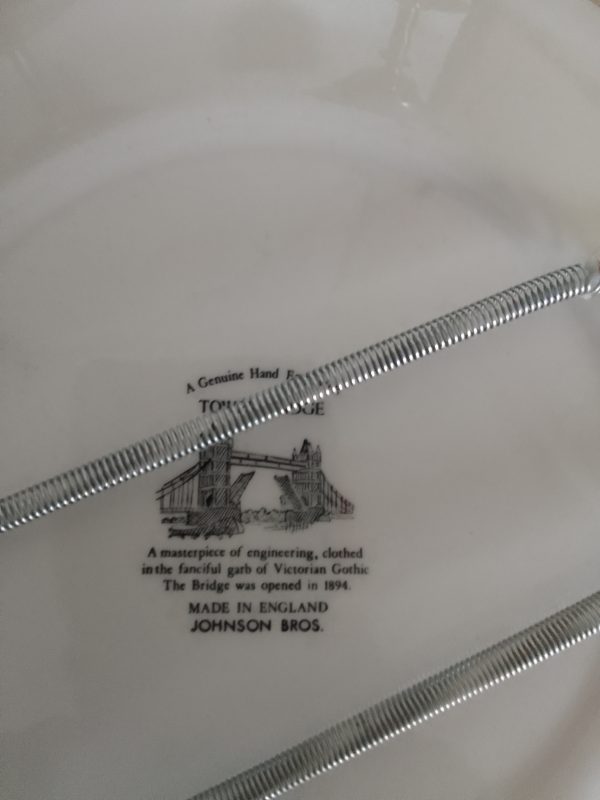 A Genuine Hand
A masterpiece of engineering, clothed
in the fanciful garb of Victorian Gothic
The Bridge was opened in 1894.
MADE IN ENGLAND
JOHNSON BROS.